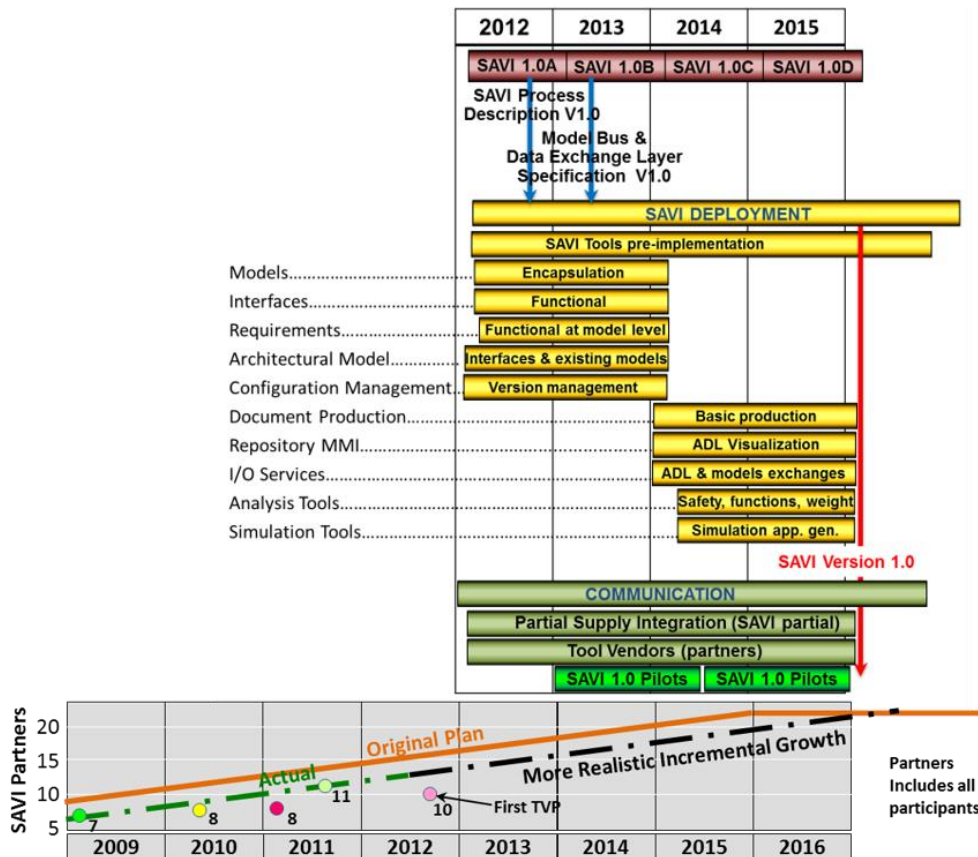 2012 2013 2014 2015
SAVI 1.0A SAVI 1.0B SAVI 1.0C SAVI 1.0D
SAVI Process
Description V1.0
Model Bus &
Data Exchange Layer
Specification V1.0
SAVI DEPLOYMENT
SAVI Tools pre-implementation
Models.................... Encapsulation
Interfaces.................... Functional
Requirements.................... Functional at model level
Architectural Model.................... Interfaces & existing models
Configuration Management... Version management
Document Production.................... Basic production
Repository MMI.................... ADL Visualization
I/O Services.................... ADL & models exchanges
Analysis Tools.................... Safety, functions, weight
Simulation Tools.................... Simulation app. gen.
SAVI Version 1.0
COMMUNICATION
Partial Supply Integration (SAVI partial)
Tool Vendors (partners)
SAVI 1.0 Pilots SAVI 1.0 Pilots
SAVI Partners
20
15
10
5
Original Plan
Actual
More Realistic Incremental Growth
7
8
8
11
10
First TVP
Partners
Includes all
participants
2009 2010 2011 2012 2013 2014 2015 2016